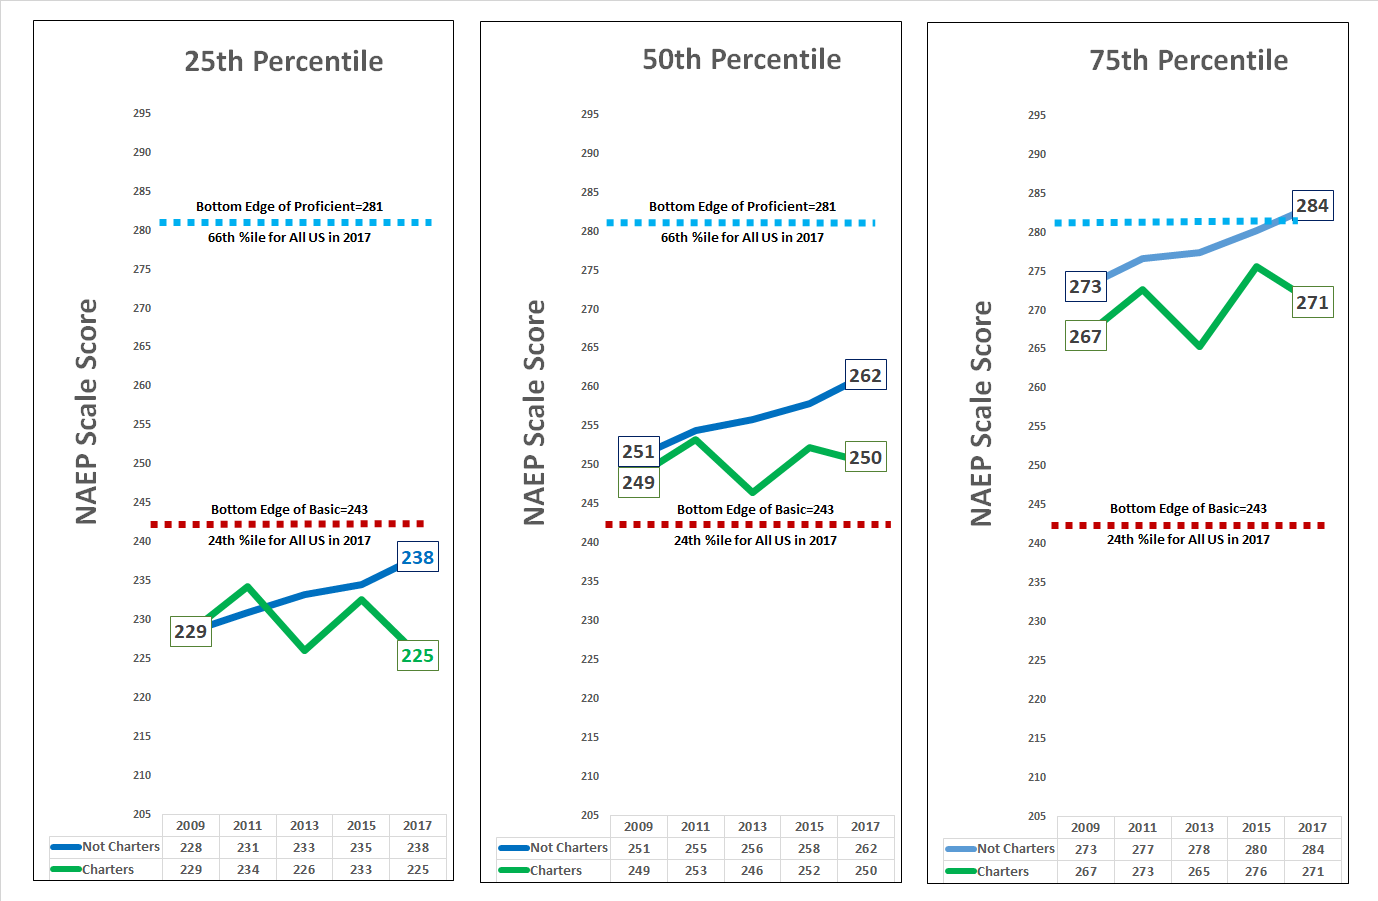 25th Percentile
NAEP Scale Score
295
290
285
280
275
270
265
260
255
250
245
240
235
230
225
220
215
210
205
Bottom Edge of Proficient=281
66th %ile for All US in 2017
Bottom Edge of Basic=243
24th %ile for All US in 2017
238
229
225
2009 2011 2013 2015 2017
Not Charters 228 231 233 235 238
Charters 229 234 226 233 225
50th Percentile
NAEP Scale Score
295
290
285
280
275
270
265
260
255
250
245
240
235
230
225
220
215
210
205
Bottom Edge of Proficient=281
66th %ile for All US in 2017
262
251
250
249
Bottom Edge of Basic=243
24th %ile for All US in 2017
2009 2011 2013 2015 2017
Not Charters 251 255 256 258 262
Charters 249 253 246 252 250
75th Percentile
NAEP Scale Score
295
290
285
280
275
270
265
260
255
250
245
240
235
230
225
220
215
210
205
284
273
271
267
Bottom Edge of Basic=243
24th %ile for All US in 2017
2009 2011 2013 2015 2017
Not Charters 273 277 278 280 284
Charters 267 273 265 276 271